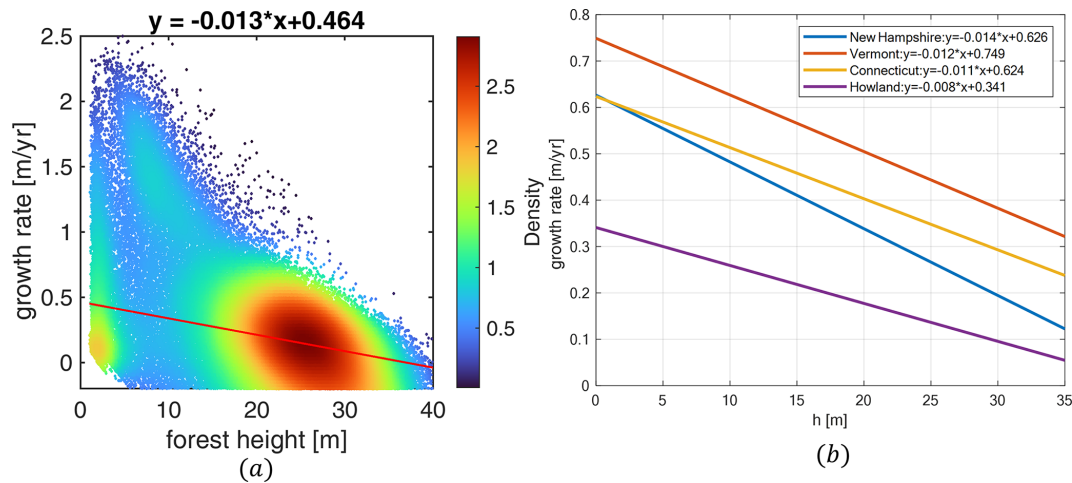 y = -0.013*x+0.464
growth rate [m/yr]
2.5
2
1.5
1
0.5
0
0
10
20
30
40
forest height [m]
2.5
2
1.5
1
0.5
Density
(a)
growth rate [m/yr]
0.8
0.7
0.6
0.5
0.4
0.3
0.2
0.1
0
0
5
10
15
20
25
30
35
h [m]
New Hampshire:y=-0.014*x+0.626
Vermont:y=-0.012*x+0.749
Connecticut:y=-0.011*x+0.624
Howland:y=-0.008*x+0.341
(b)